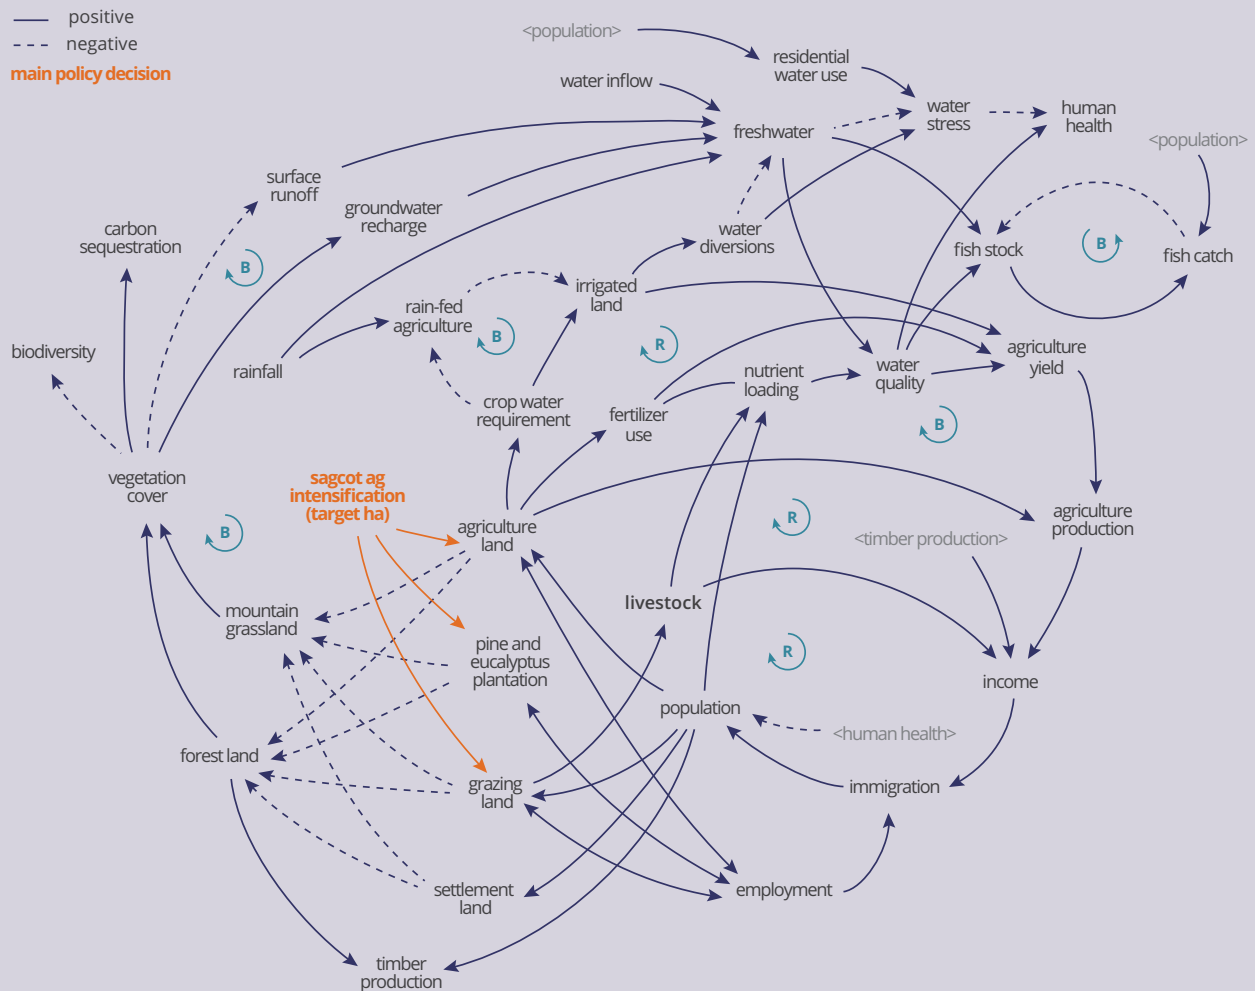 positive
negative
main policy decision
<population>
residential
water use
water inflow
freshwater
water
stress
human
health
<population>
surface
runoff
groundwater
recharge
carbon
sequestration
water
diversions
fish stock
fish catch
B
B
irrigated
land
rain-fed
agriculture
B
R
biodiversity
rainfall
agriculture
yield
nutrient
loading
water
quality
crop water
requirement
fertilizer
use
B
vegetation
cover
sagcot ag
intensification
(target ha)
agriculture
land
R
agriculture
production
<timber production>
B
livestock
mountain
grassland
pine and
eucalyptus
plantation
R
income
population
<human health>
forest land
grazing
land
immigration
settlement
land
employment
timber
production